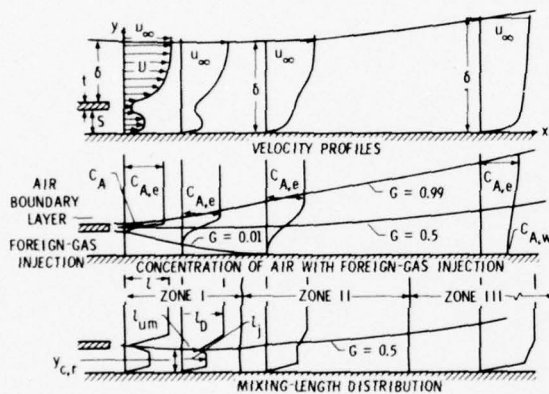 y
u∞ U u∞ u∞ u∞
δ δ δ
t
S
x
VELOCITY PROFILES
C_A C_A,e C_A,e C_A,e C_A,e
AIR
BOUNDARY
LAYER
G = 0.99
G = 0.5
FOREIGN-GAS
INJECTION
G = 0.01
C_A,w
CONCENTRATION OF AIR WITH FOREIGN-GAS INJECTION
l
ZONE I ZONE II ZONE III
l_um l_D l_j
y_c,r
G = 0.5
MIXING-LENGTH DISTRIBUTION